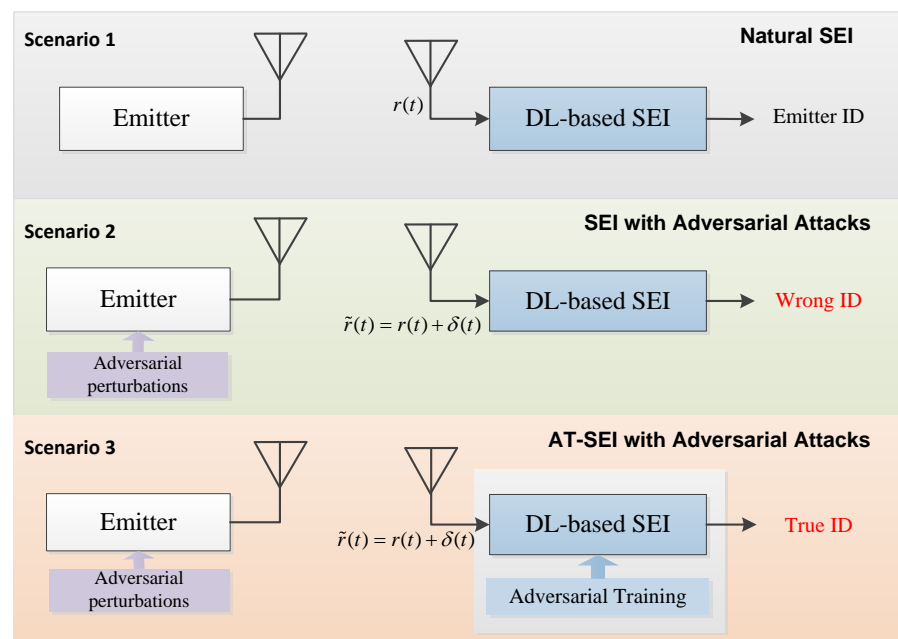 Scenario 1
Natural SEI
Emitter
r(t)
DL-based SEI
Emitter ID
Scenario 2
SEI with Adversarial Attacks
Emitter
r̃(t) = r(t) + δ(t)
DL-based SEI
Wrong ID
Adversarial
perturbations
Scenario 3
AT-SEI with Adversarial Attacks
Emitter
r̃(t) = r(t) + δ(t)
DL-based SEI
True ID
Adversarial
perturbations
Adversarial Training